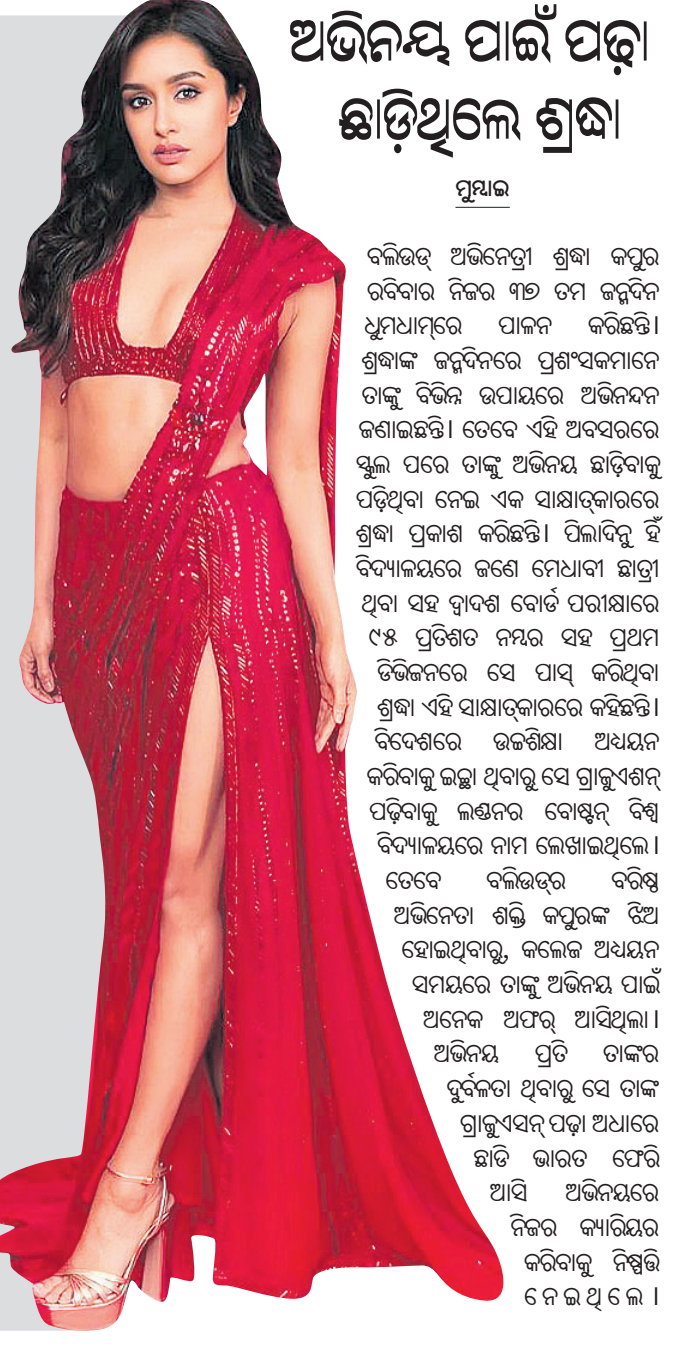 ଅଭିନୟ ପାଇଁ ପଢ଼ା
ଛାଡ଼ିଥିଲେ ଶ୍ରଦ୍ଧା
ମୁମ୍ବାଇ
ବଲିଉଡ୍ ଅଭିନେତ୍ରୀ ଶ୍ରଦ୍ଧା କପୁର
ରବିବାର ନିଜର ୩୭ ତମ ଜନ୍ମଦିନ
ଧୁମଧାମ୍‌ରେ ପାଳନ କରିଛନ୍ତି।
ଶ୍ରଦ୍ଧାଙ୍କ ଜନ୍ମଦିନରେ ପ୍ରଶଂସକମାନେ
ତାଙ୍କୁ ବିଭିନ୍ନ ଉପାୟରେ ଅଭିନନ୍ଦନ
ଜଣାଇଛନ୍ତି। ତେବେ ଏହି ଅବସରରେ
ସ୍କୁଲ ପରେ ତାଙ୍କୁ ଅଭିନୟ ଛାଡ଼ିବାକୁ
ପଡ଼ିଥିବା ନେଇ ଏକ ସାକ୍ଷାତ୍‌କାରରେ
ଶ୍ରଦ୍ଧା ପ୍ରକାଶ କରିଛନ୍ତି। ପିଲାଦିନୁ ହିଁ
ବିଦ୍ୟାଳୟରେ ଜଣେ ମେଧାବୀ ଛାତ୍ରୀ
ଥିବା ସହ ଦ୍ୱାଦଶ ବୋର୍ଡ ପରୀକ୍ଷାରେ
୯୫ ପ୍ରତିଶତ ନମ୍ବର ସହ ପ୍ରଥମ
ଡିଭିଜନରେ ସେ ପାସ୍ କରିଥିବା
ଶ୍ରଦ୍ଧା ଏହି ସାକ୍ଷାତ୍‌କାରରେ କହିଛନ୍ତି।
ବିଦେଶରେ ଉଚ୍ଚଶିକ୍ଷା ଅଧ୍ୟୟନ
କରିବାକୁ ଇଚ୍ଛା ଥିବାରୁ ସେ ଗ୍ରାଜୁଏଶନ୍
ପଢ଼ିବାକୁ ଲଣ୍ଡନର ବୋଷ୍ଟନ୍ ବିଶ୍ୱ
ବିଦ୍ୟାଳୟରେ ନାମ ଲେଖାଇଥିଲେ।
ତେବେ ବଲିଉଡ୍‌ର ବରିଷ୍ଠ
ଅଭିନେତା ଶକ୍ତି କପୁରଙ୍କ ଝିଅ
ହୋଇଥିବାରୁ, କଲେଜ ଅଧ୍ୟୟନ
ସମୟରେ ତାଙ୍କୁ ଅଭିନୟ ପାଇଁ
ଅନେକ ଅଫର୍ ଆସିଥିଲା।
ଅଭିନୟ ପ୍ରତି ତାଙ୍କର
ଦୁର୍ବଳତା ଥିବାରୁ ସେ ତାଙ୍କ
ଗ୍ରାଜୁଏସନ୍ ପଢ଼ା ଅଧାରେ
ଛାଡି ଭାରତ ଫେରି
ଆସି ଅଭିନୟରେ
ନିଜର କ୍ୟାରିୟର
କରିବାକୁ ନିଷ୍ପତ୍ତି
ନେଇଥିଲେ।